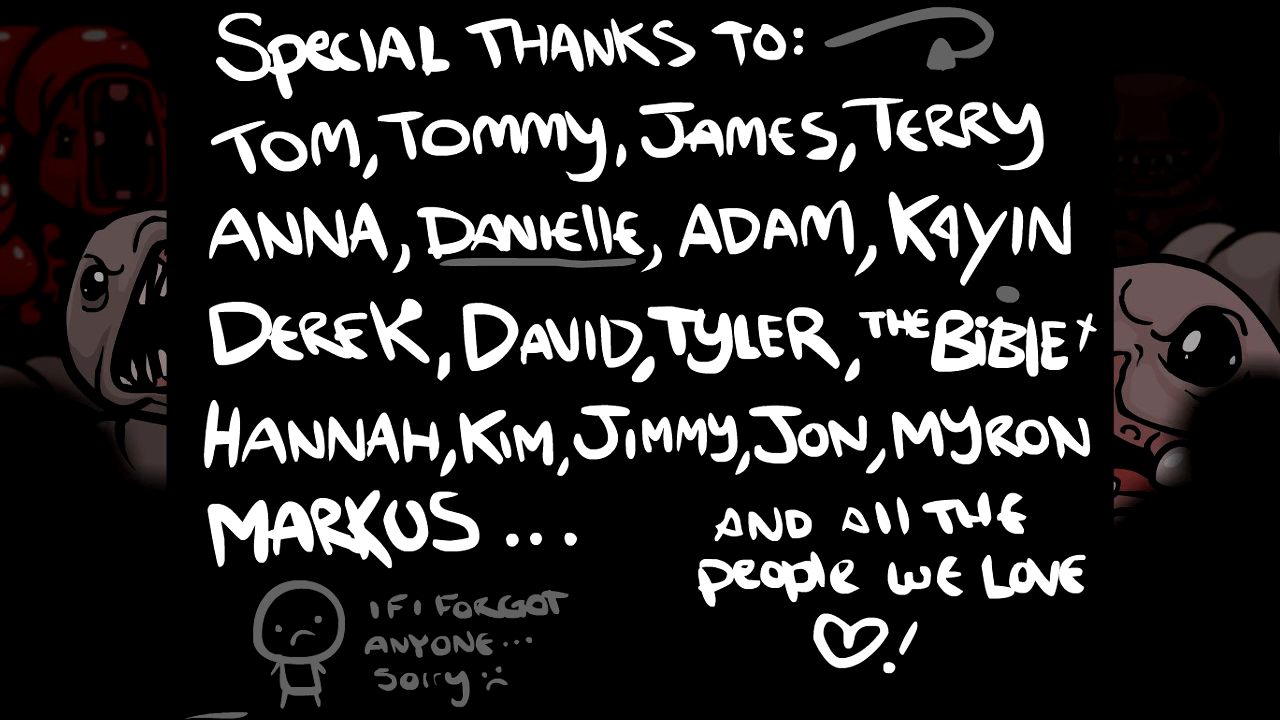 Special THANKS TO:
TOM, TOMMY, JAMES, TERRY
ANNA, DANIElle, ADAM, KAYIN
DEREK, DAVID, TYLER, THE BiBLE
HANNAH, KiM, JiMMY, JON, MYRON
MARKUS...
AND All THE
people WE LOVE
♥!
IF I FORGOT
ANYONE...
SORRY :(